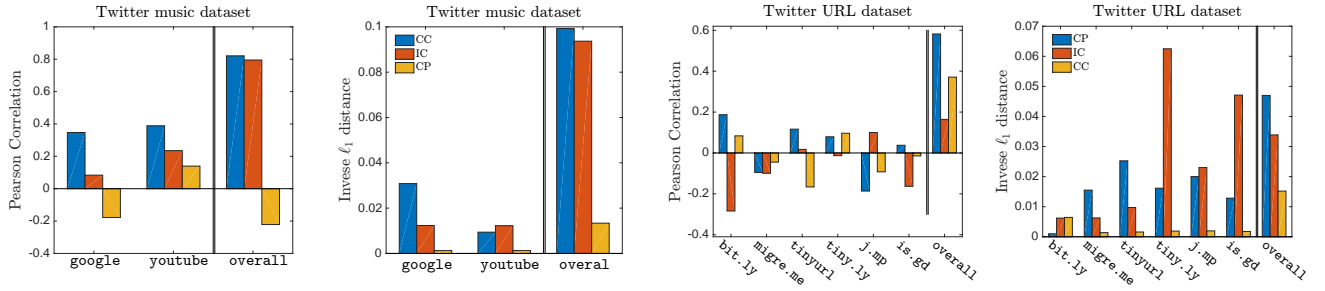 Twitter music dataset
Pearson Correlation
1
0.8
0.6
0.4
0.2
0
-0.2
-0.4
google
youtube
overall
Twitter music dataset
Invese ℓ1 distance
0.1
0.08
0.06
0.04
0.02
0
CC
IC
CP
google
youtube
overal
Twitter URL dataset
Pearson Correlation
0.6
0.4
0.2
0
-0.2
-0.4
bit.ly
migre.me
tinyurl
tiny.ly
j.mp
is.gd
overall
Twitter URL dataset
Invese ℓ1 distance
0.07
0.06
0.05
0.04
0.03
0.02
0.01
0
CP
IC
CC
bit.ly
migre.me
tinyurl
tiny.ly
j.mp
is.gd
overall